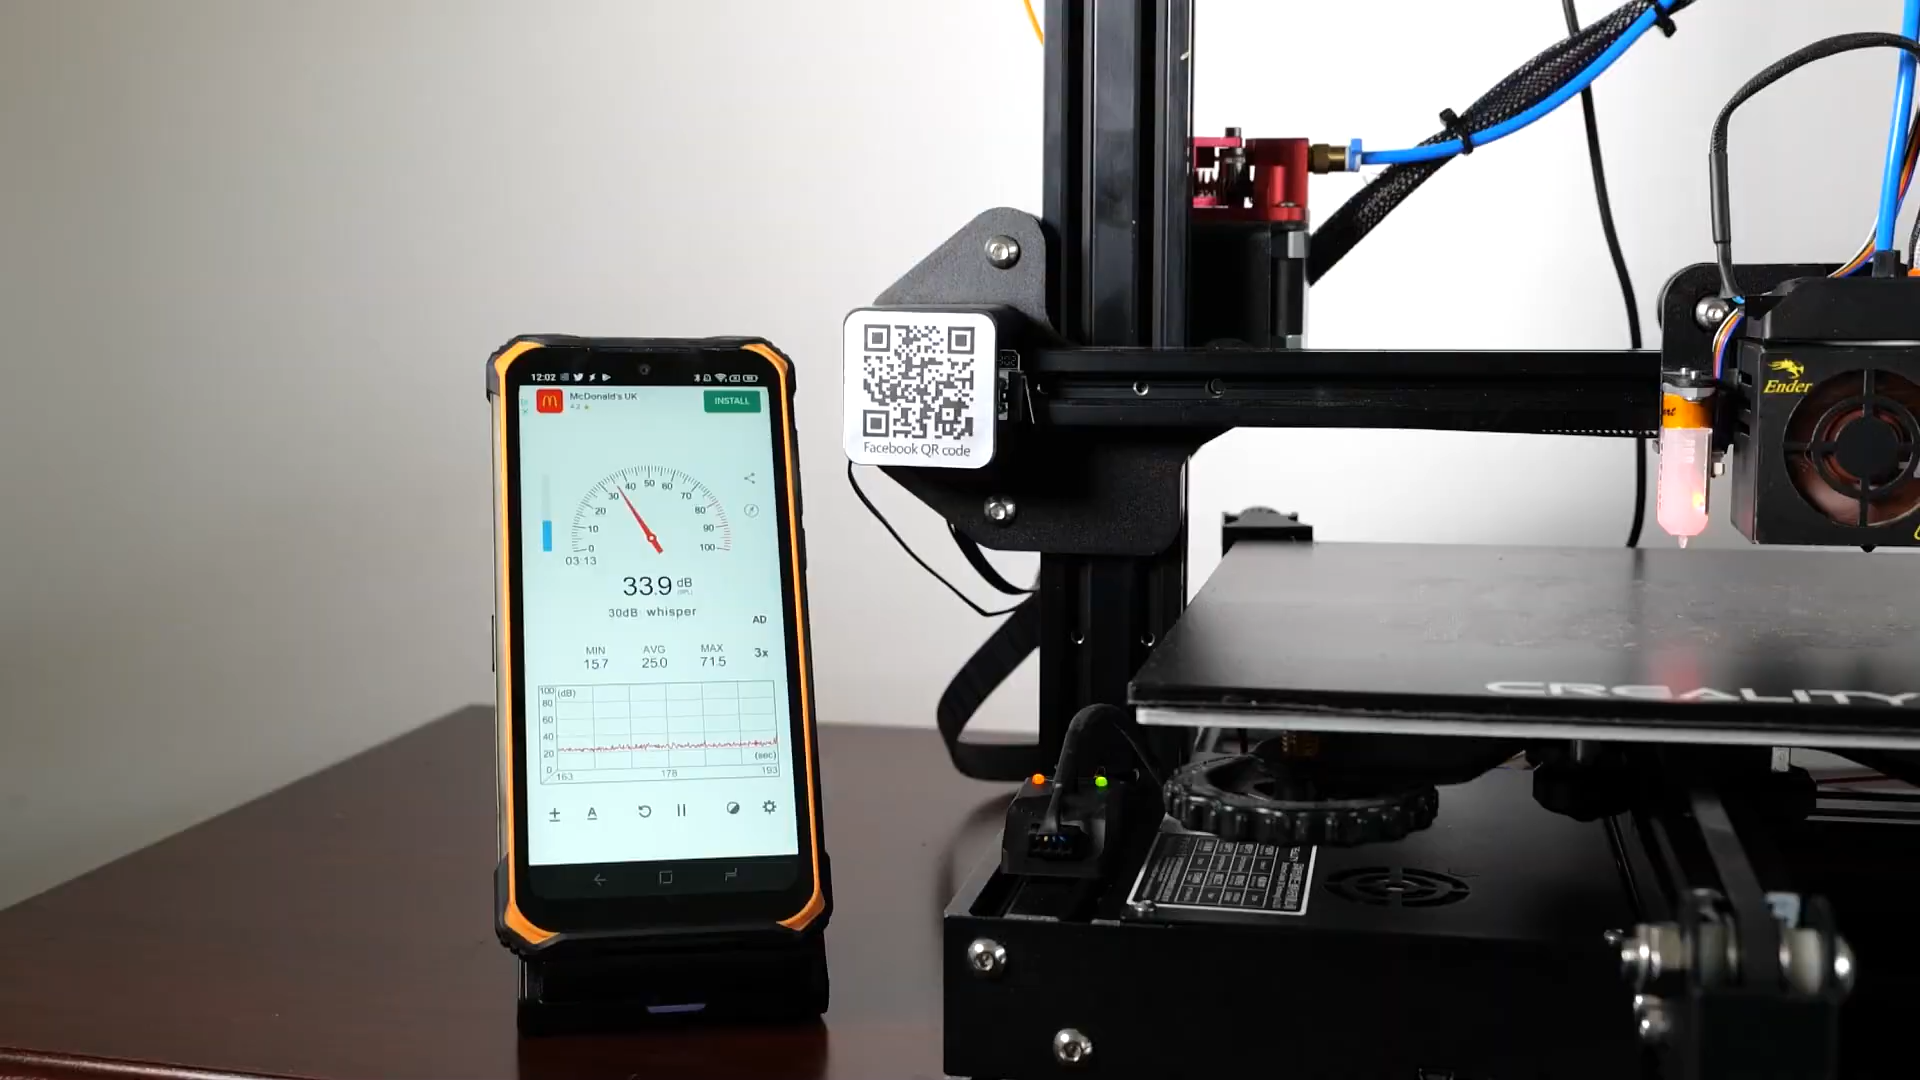 12:02
McDonald's UK
4.2
INSTALL
0 10 20 30 40 50 60 70 80 90 100
03:13
33.9 dB
30dB whisper
AD
MIN AVG MAX
15.7 25.0 71.5
3x
100 (dB)
80
60
40
20
0
(sec)
163 178 193
A
Facebook QR code
Ender
CREALITY